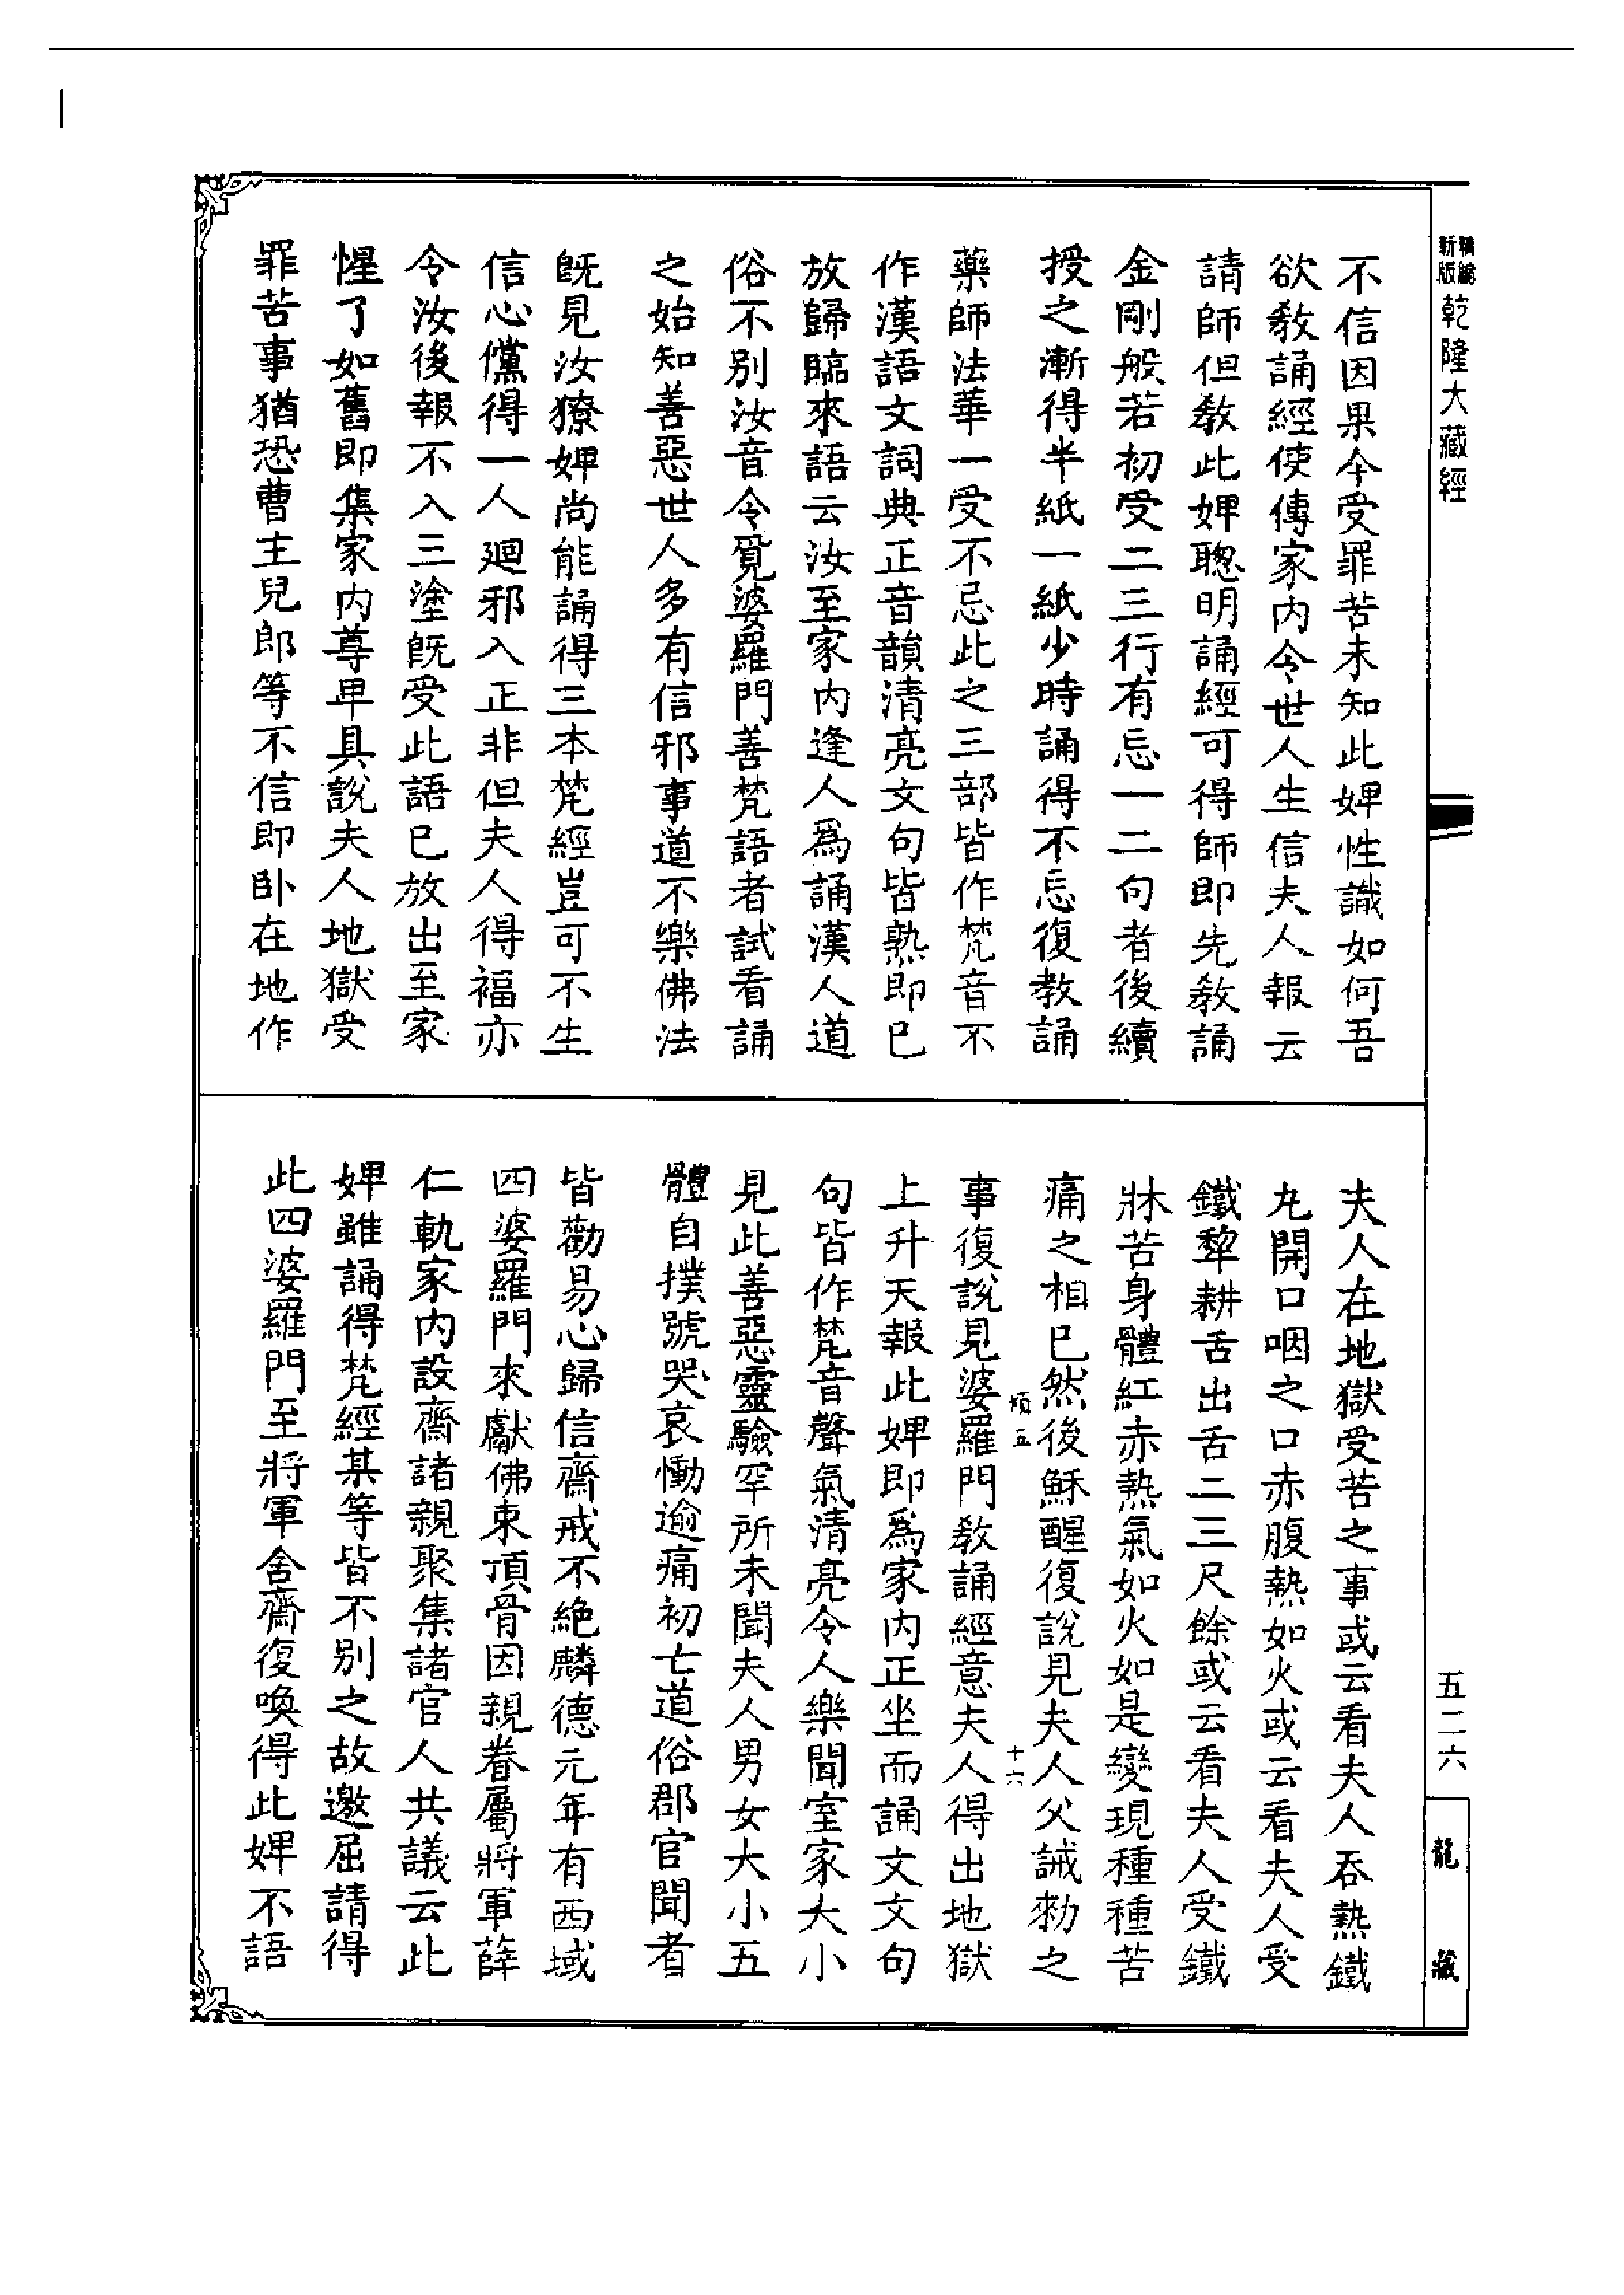 新編
縮版
乾隆大藏經
不信因果今受罪苦未知此婢性識如何吾
欲教誦經使傳家內令世人生信夫人報云
請師但教此婢聰明誦經可得師即先教誦
金剛般若初受二三行有忘一二句者後續
授之漸得半紙一紙少時誦得不忘復教誦
藥師法華一受不忘此之三部皆作梵音不
作漢語文詞典正音韻清亮文句皆熟即已
放歸臨來語云汝至家內逢人為誦漢人道
俗不別汝音令覓婆羅門善梵語者試看誦
之始知善惡世人多有信邪事道不樂佛法
既見汝獠婢尚能誦得三本梵經豈可不生
信心儻得一人迴邪入正非但夫人得福亦
令汝後報不入三塗既受此語已放出至家
惺了如舊即集家內尊卑具說夫人地獄受
罪苦事猶恐曹主兒郎等不信即臥在地作
夫人在地獄受苦之事或云看夫人吞熱鐵
丸開口咽之口赤腹熱如火或云看夫人受
鐵犂耕舌出舌二三尺餘或云看夫人受鐵
牀苦身體紅赤熱氣如火如是變現種種苦
痛之相已然後穌醒復說見夫人父誡勑之
傾五
十六
事復說見婆羅門教誦經意夫人得出地獄
上升天報此婢即為家內正坐而誦文文句
句皆作梵音聲氣清亮令人樂聞室家大小
見此善惡靈驗罕所未聞夫人男女大小五
體自撲號哭哀慟逾痛初亡道俗郡官聞者
皆勸易心歸信齋戒不絕麟德元年有西域
四婆羅門來獻佛束頂骨因親眷屬將軍薛
仁軌家內設齋諸親聚集諸官人共議云此
婢雖誦得梵經某等皆不別之故邀屈請得
此四婆羅門至將軍舍齋復喚得此婢不語
五二六
龍藏